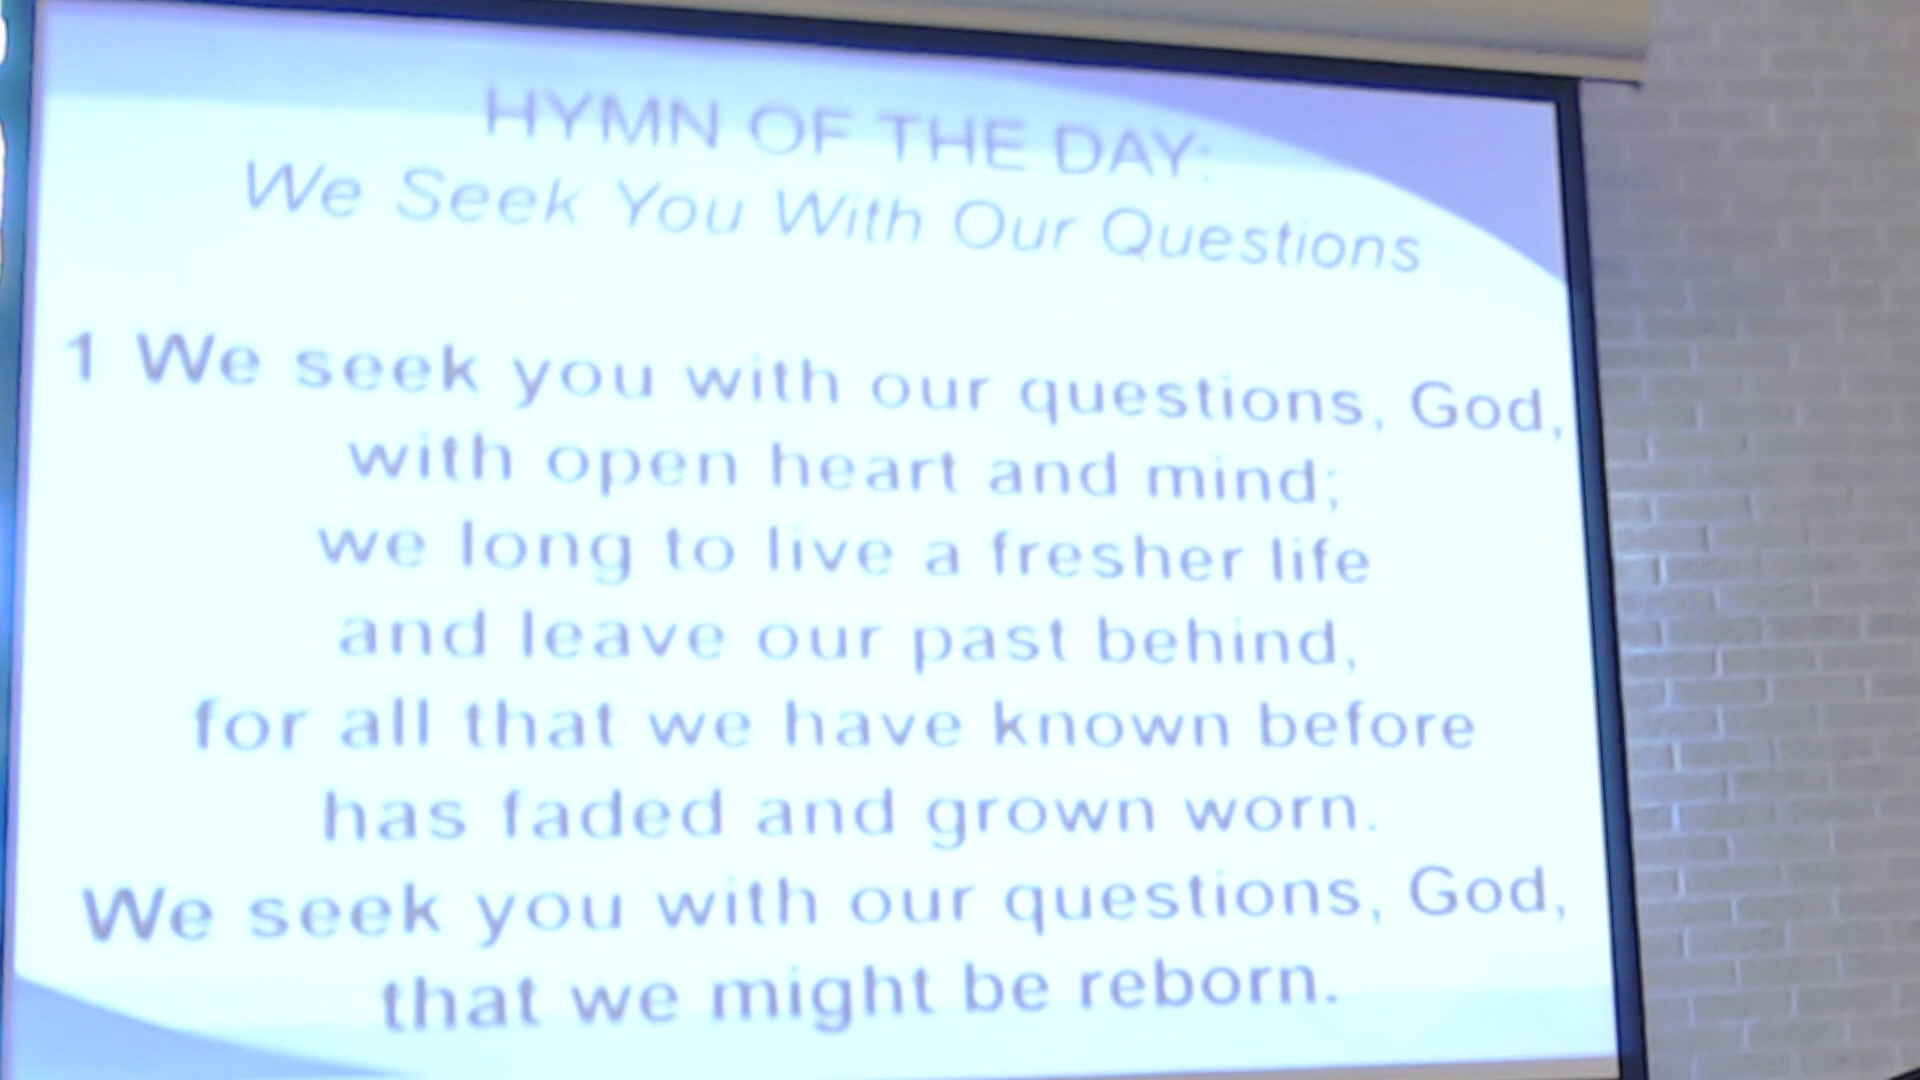 HYMN OF THE DAY:
We Seek You With Our Questions
1 We seek you with our questions, God,
with open heart and mind;
we long to live a fresher life
and leave our past behind,
for all that we have known before
has faded and grown worn.
We seek you with our questions, God,
that we might be reborn.